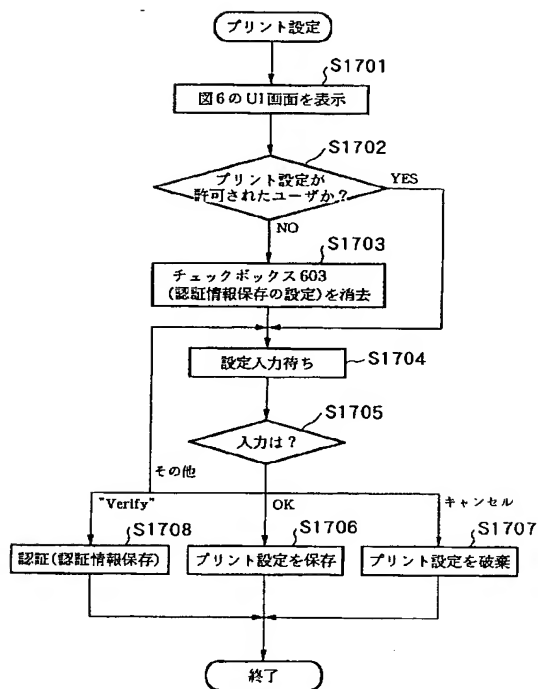 プリント設定
S1701
図6のUI画面を表示
S1702
プリント設定が
許可されたユーザか?
YES
NO
S1703
チェックボックス603
(認証情報保存の設定)を消去
設定入力待ち
S1704
S1705
入力は?
その他
"Verify"
OK
キャンセル
S1708
S1706
S1707
認証(認証情報保存)
プリント設定を保存
プリント設定を破棄
終了